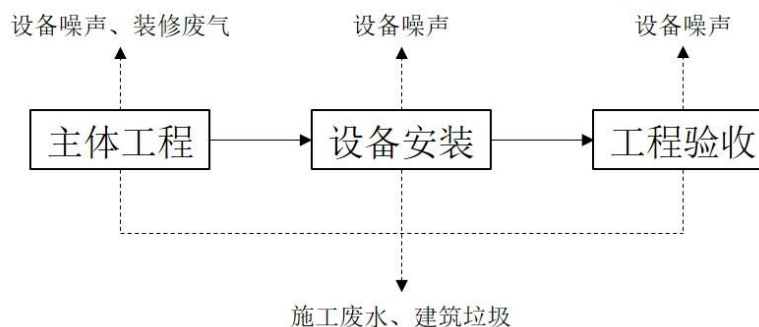 设备噪声、装修废气
设备噪声
设备噪声
主体工程
设备安装
工程验收
施工废水、建筑垃圾